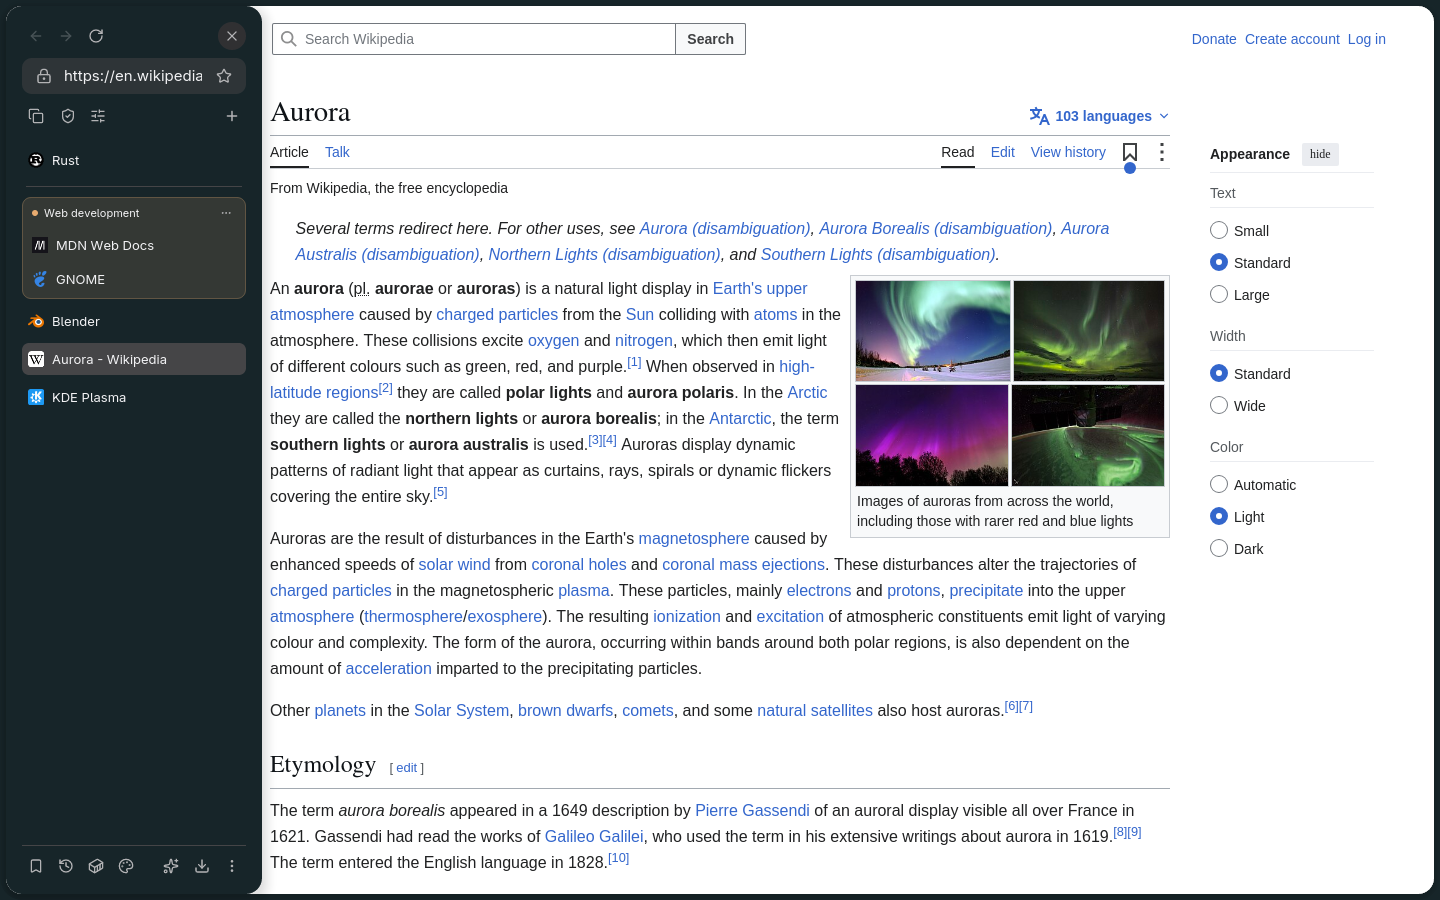 https://en.wikipedia
Rust
Web development
MDN Web Docs
GNOME
Blender
Aurora - Wikipedia
KDE Plasma
Search Wikipedia
Search
Donate Create account Log in
Aurora
103 languages
Article Talk
Read Edit View history
From Wikipedia, the free encyclopedia
Several terms redirect here. For other uses, see Aurora (disambiguation), Aurora Borealis (disambiguation), Aurora
Australis (disambiguation), Northern Lights (disambiguation), and Southern Lights (disambiguation).
An aurora (pl. aurorae or auroras) is a natural light display in Earth's upper
atmosphere caused by charged particles from the Sun colliding with atoms in the
atmosphere. These collisions excite oxygen and nitrogen, which then emit light
of different colours such as green, red, and purple.[1] When observed in high-
latitude regions[2] they are called polar lights and aurora polaris. In the Arctic
they are called the northern lights or aurora borealis; in the Antarctic, the term
southern lights or aurora australis is used.[3][4] Auroras display dynamic
patterns of radiant light that appear as curtains, rays, spirals or dynamic flickers
covering the entire sky.[5]
Images of auroras from across the world,
including those with rarer red and blue lights
Auroras are the result of disturbances in the Earth's magnetosphere caused by
enhanced speeds of solar wind from coronal holes and coronal mass ejections. These disturbances alter the trajectories of
charged particles in the magnetospheric plasma. These particles, mainly electrons and protons, precipitate into the upper
atmosphere (thermosphere/exosphere). The resulting ionization and excitation of atmospheric constituents emit light of varying
colour and complexity. The form of the aurora, occurring within bands around both polar regions, is also dependent on the
amount of acceleration imparted to the precipitating particles.
Other planets in the Solar System, brown dwarfs, comets, and some natural satellites also host auroras.[6][7]
Etymology [ edit ]
The term aurora borealis appeared in a 1649 description by Pierre Gassendi of an auroral display visible all over France in
1621. Gassendi had read the works of Galileo Galilei, who used the term in his extensive writings about aurora in 1619.[8][9]
The term entered the English language in 1828.[10]
Appearance hide
Text
Small
Standard
Large
Width
Standard
Wide
Color
Automatic
Light
Dark